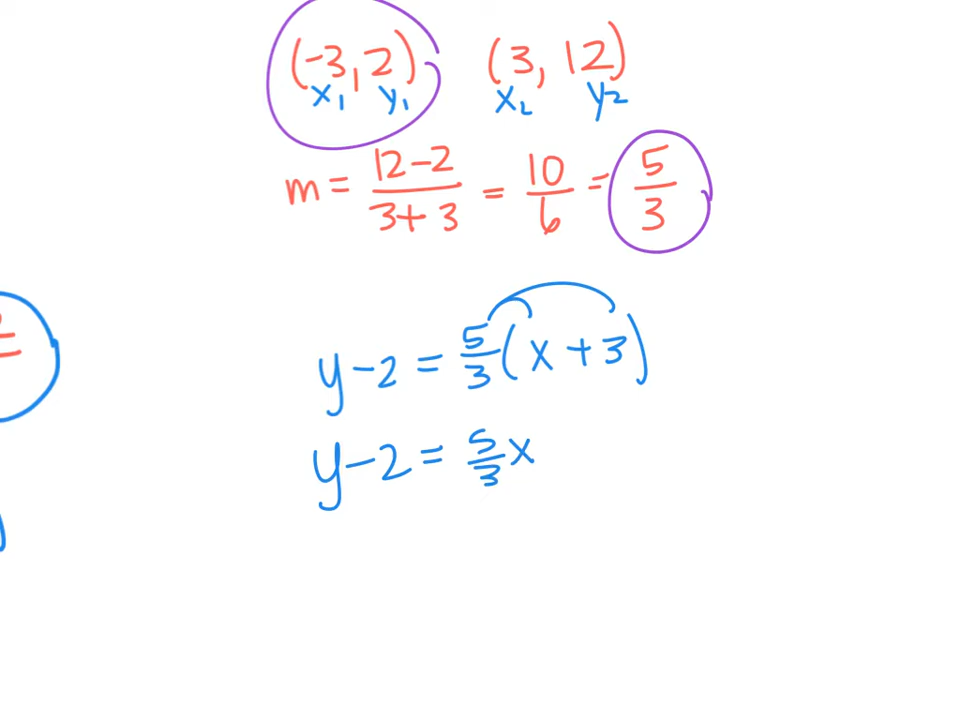 (-3, 2) (3, 12)
x₁ y₁ x₂ y₂
m = 12-2/3+3 = 10/6 = 5/3
y-2 = 5/3(x+3)
y-2 = 5/3x